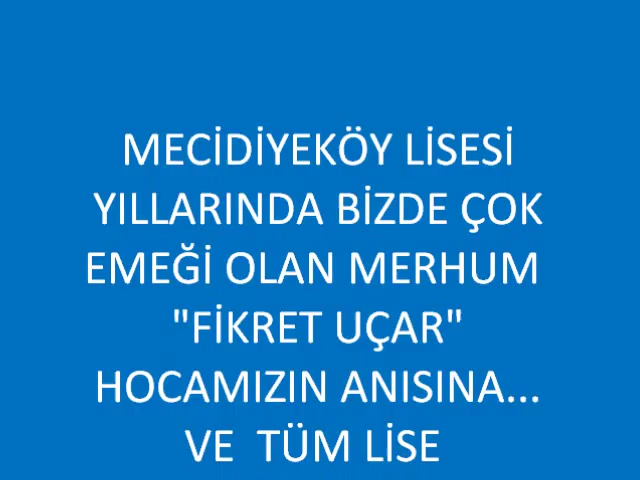 MECİDİYEKÖY LİSESİ
YILLARINDA BİZDE ÇOK
EMEĞİ OLAN MERHUM
"FİKRET UÇAR"
HOCAMIZIN ANISINA...
VE  TÜM LİSE